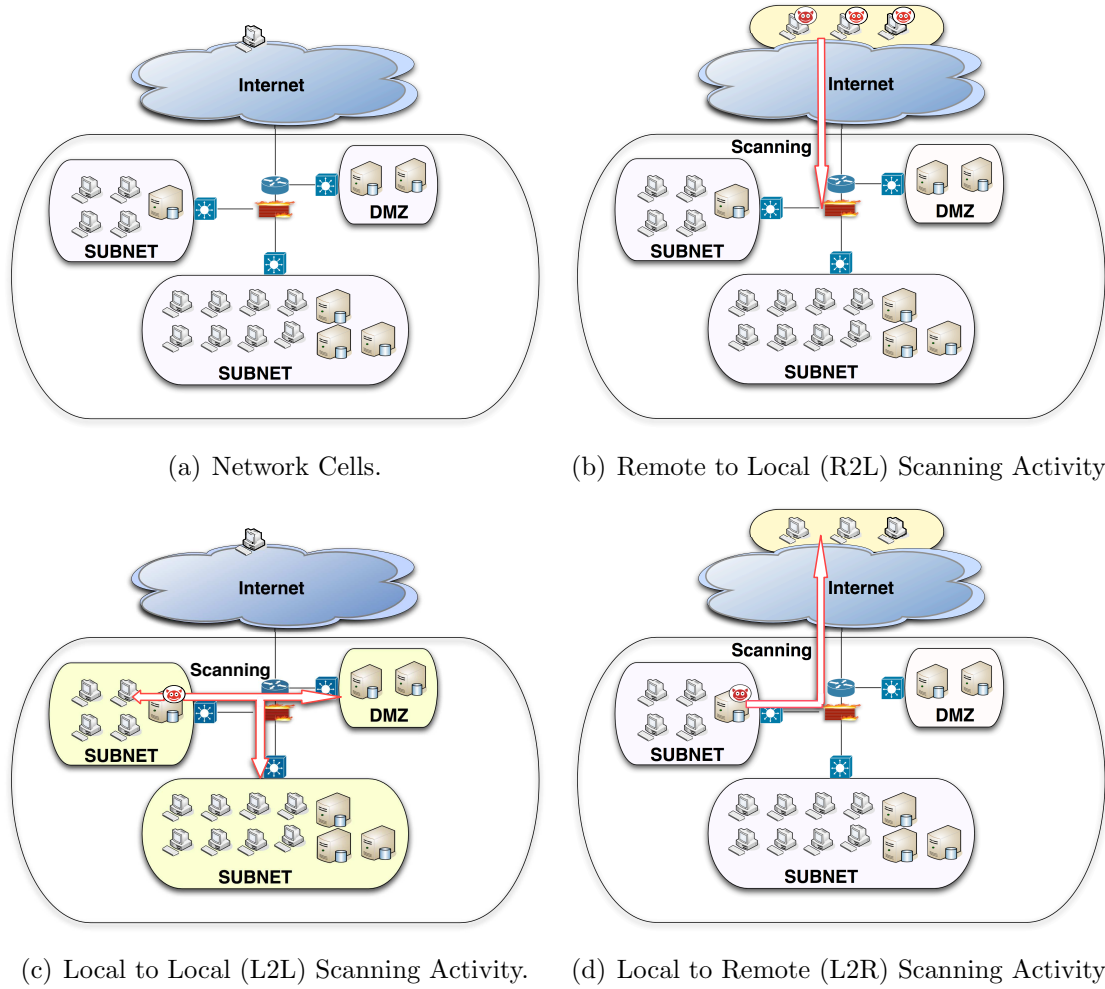 Internet
SUBNET
DMZ
SUBNET
(a) Network Cells.
Internet
Scanning
SUBNET
DMZ
SUBNET
(b) Remote to Local (R2L) Scanning Activity
Internet
Scanning
SUBNET
DMZ
SUBNET
(c) Local to Local (L2L) Scanning Activity.
Internet
Scanning
SUBNET
DMZ
SUBNET
(d) Local to Remote (L2R) Scanning Activity